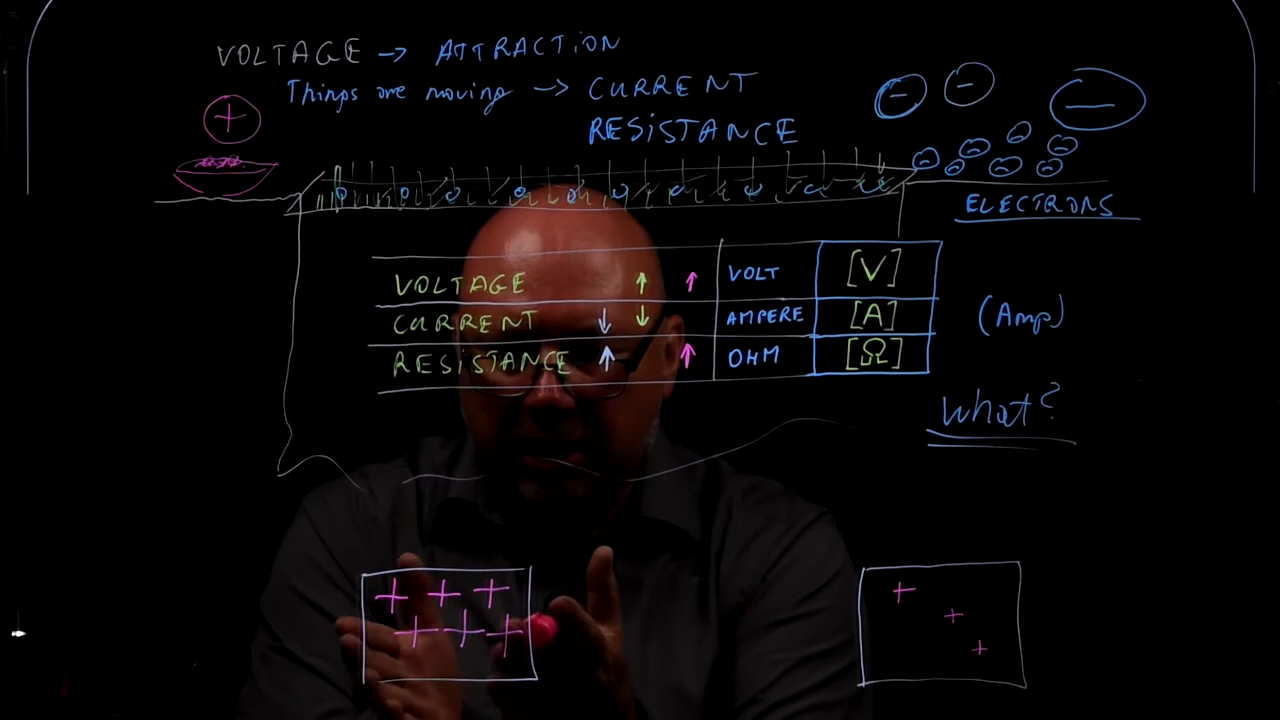 VOLTAGE → ATTRACTION
Things are moving → CURRENT
RESISTANCE
+
− − −
− − − − − − −
ELECTRONS
VOLTAGE ↑ ↑ VOLT [V]
CURRENT ↓ ↓ AMPERE [A]
RESISTANCE ↑ ↑ OHM [Ω]
(Amp)
What?
+ + + +
+ + + +
+